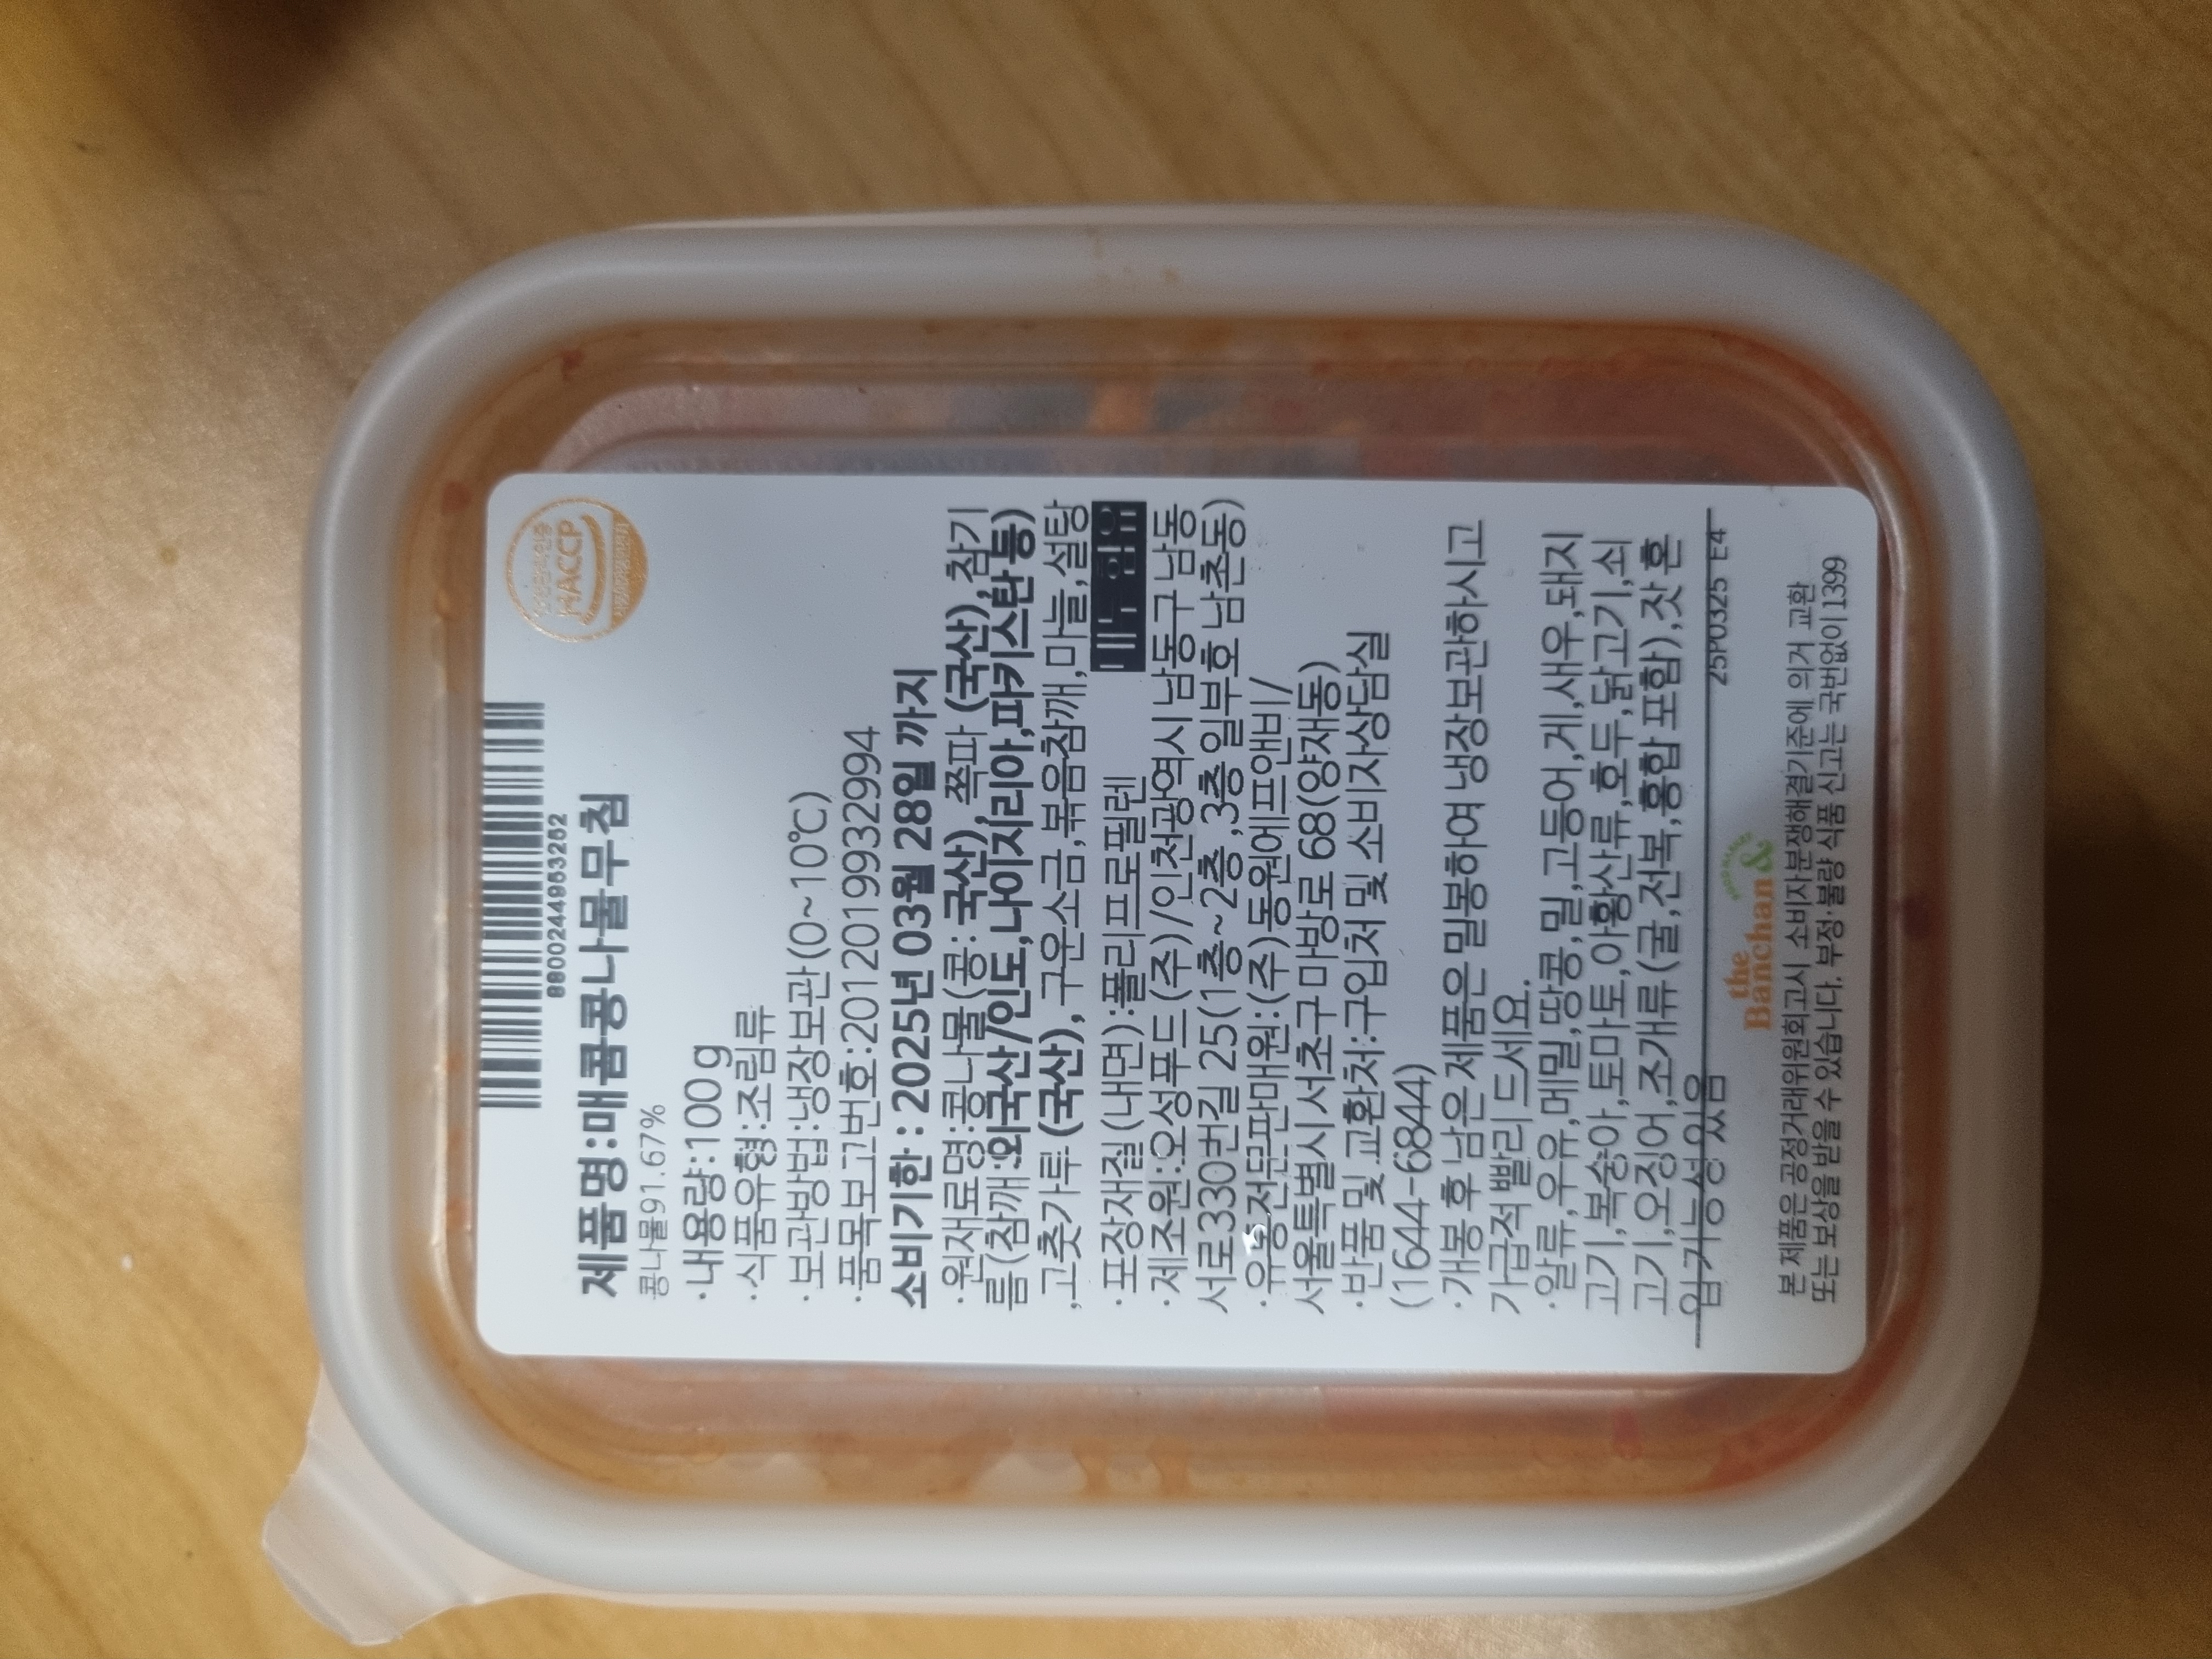 HACCP
8800244953262
제품명:매콤콩나물무침
콩나물91.67%
·내용량:100g
·식품유형:조림류
·보관방법:냉장보관(0~10℃)
·품목보고번호:2012019932994
소비기한 : 2025년 03월 28일 까지
·원재료명:콩나물(콩: 국산), 쪽파 (국산), 참기
름(참깨:외국산/인도,나이지리아,파키스탄 등)
,고춧가루 (국산), 구운소금,볶음참깨,마늘,설탕
대두 함유
·포장재질(내면):폴리프로필렌
·제조원:오성푸드(주)/인천광역시 남동구 남동
서로330번길 25(1층~2층,3층 일부호 남촌동)
·유통전문판매원:(주)동원에프앤비/
서울특별시 서초구 마방로 68(양재동)
·반품 및 교환처:구입처 및 소비자상담실
(1644-6844)
·개봉 후 남은 제품은 밀봉하여 냉장보관하시고
가급적 빨리 드세요.
·알류,우유,메밀,땅콩,밀,고등어,게,새우,돼지
고기,복숭아,토마토,아황산류,호두,닭고기,쇠
고기,오징어,조개류(굴,전복,홍합 포함),잣 혼
입가능성있음
25P0325 E4
the
Banchan &
본 제품은 공정거래위원회고시 소비자분쟁해결기준에 의거 교환
또는 보상을 받을 수 있습니다. 부정·불량 식품 신고는 국번없이 1399